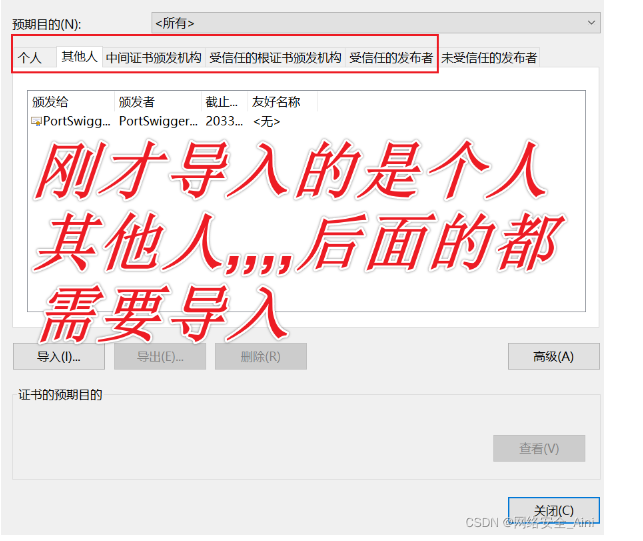 预期目的(N):
<所有>
个人 其他人 中间证书颁发机构 受信任的根证书颁发机构 受信任的发布者 未受信任的发布者
颁发给 颁发者 截止... 友好名称
PortSwigg... PortSwigger... 2033... <无>
刚才导入的是个人
其他人,,,,后面的都
需要导入
导入(I)... 导出(E)... 删除(R) 高级(A)
证书的预期目的
查看(V)
关闭(C)
CSDN @网络安全_Aini